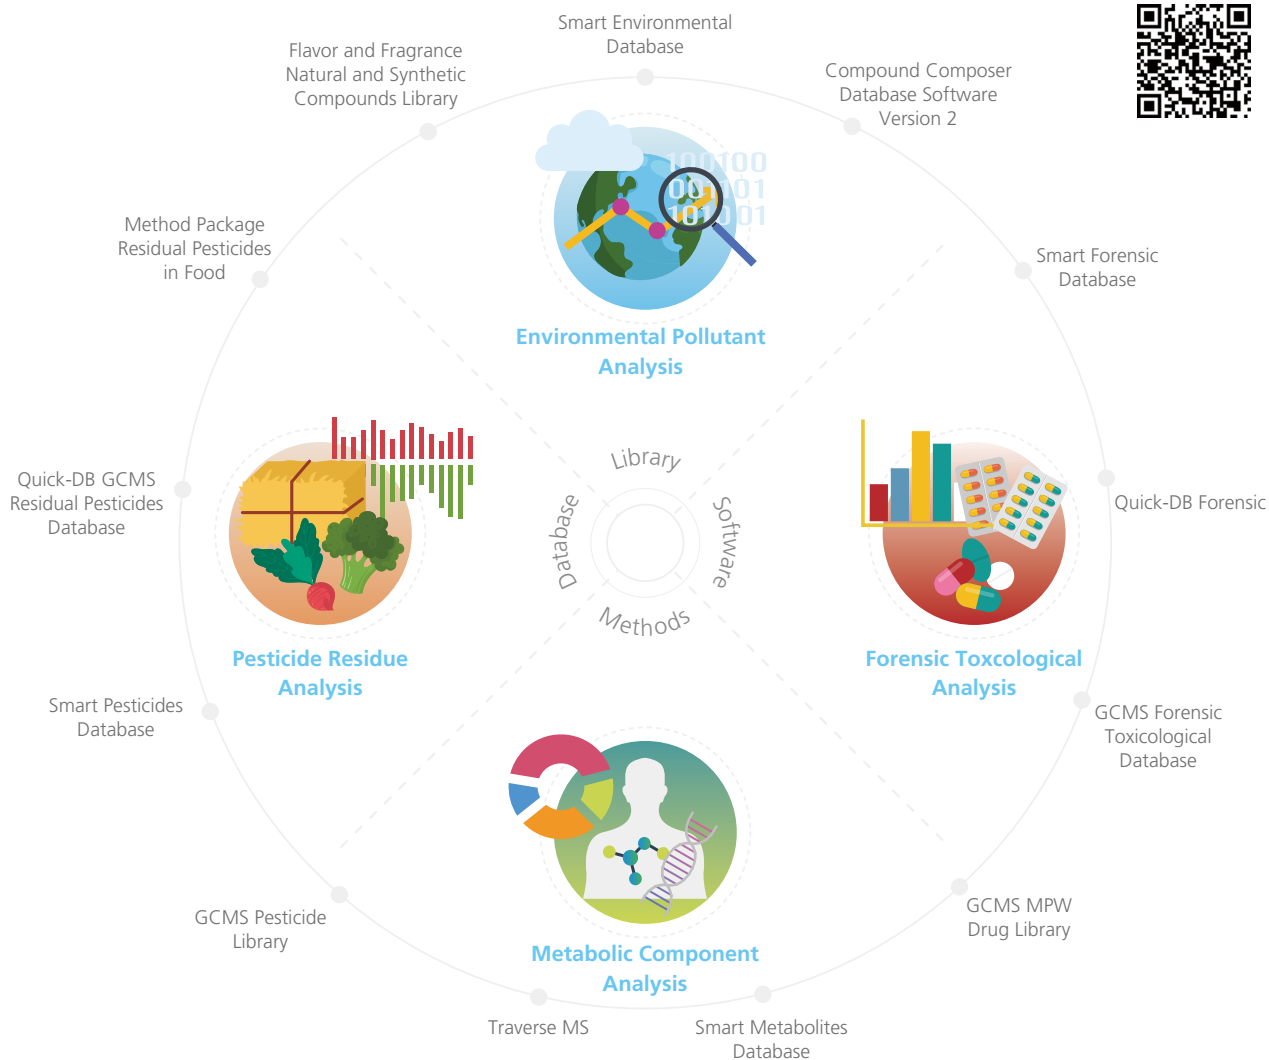 Smart Environmental
Database
Flavor and Fragrance
Natural and Synthetic
Compounds Library
Compound Composer
Database Software
Version 2
100100
001101
101001
Method Package
Residual Pesticides
in Food
Smart Forensic
Database
Environmental Pollutant
Analysis
Library
Database
Software
Methods
Quick-DB GCMS
Residual Pesticides
Database
Quick-DB Forensic
Pesticide Residue
Analysis
Forensic Toxcological
Analysis
Smart Pesticides
Database
GCMS Forensic
Toxicological
Database
GCMS Pesticide
Library
GCMS MPW
Drug Library
Metabolic Component
Analysis
Traverse MS
Smart Metabolites
Database